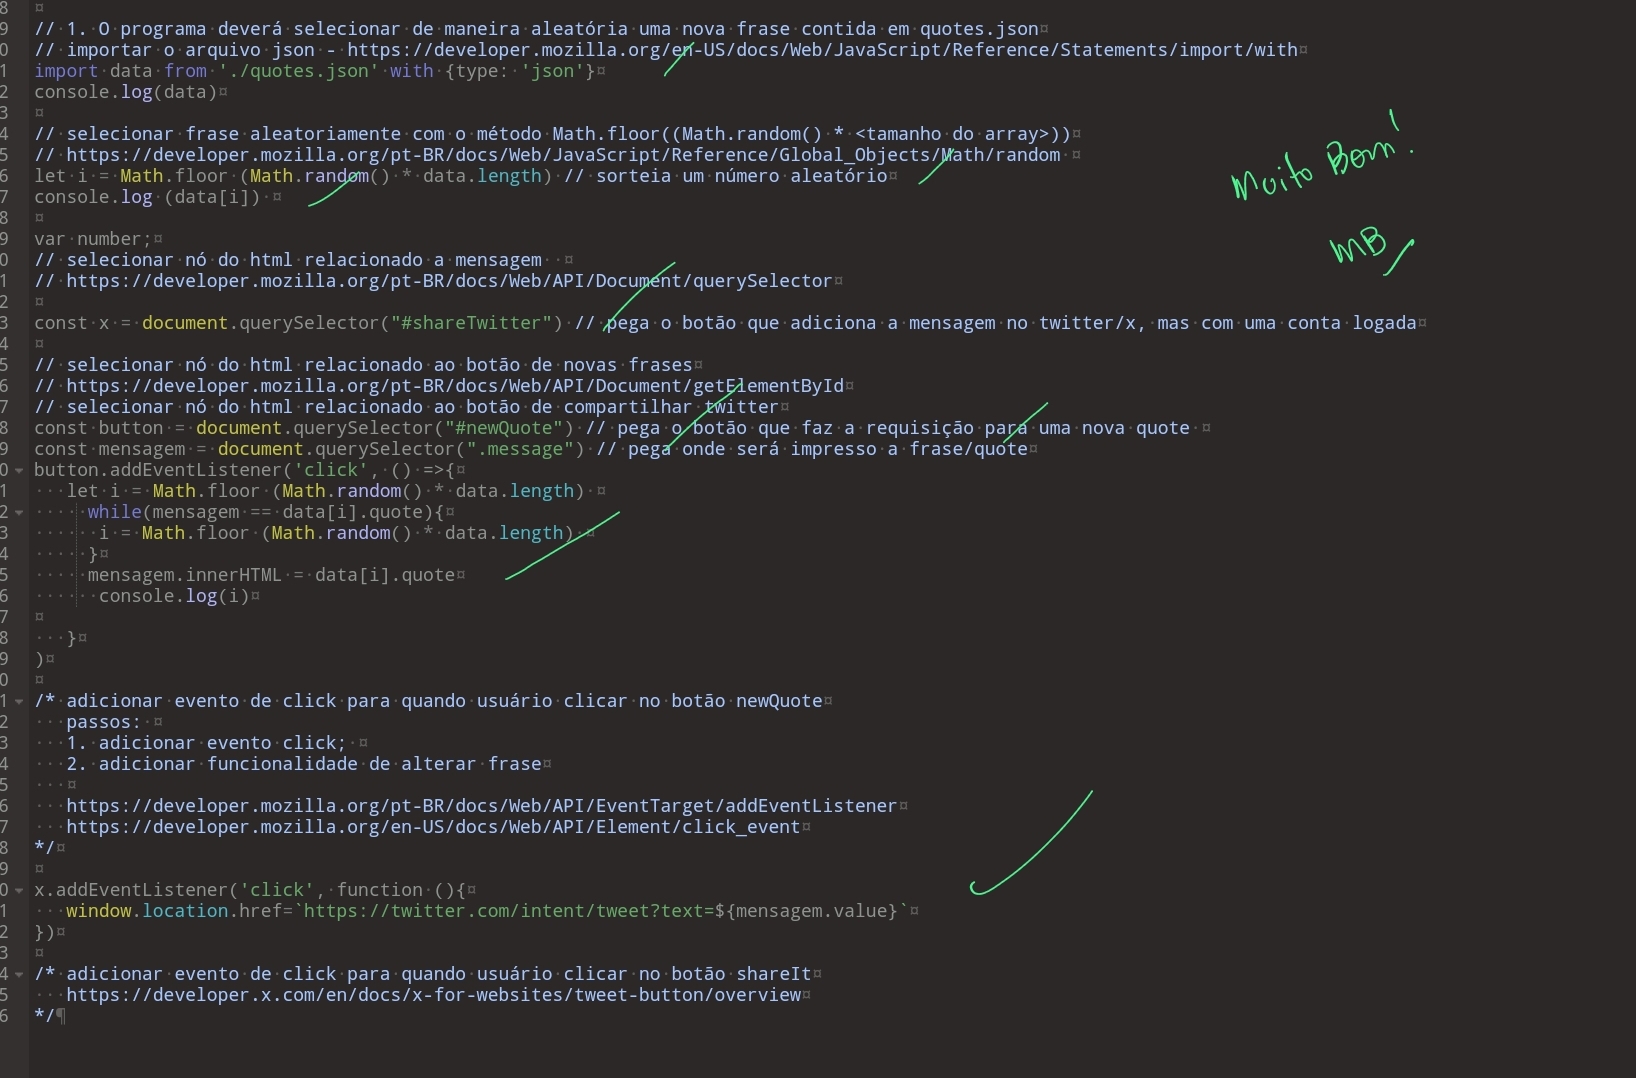 8
9 // 1. O programa deverá selecionar de maneira aleatória uma nova frase contida em quotes.json
0 // importar o arquivo json - https://developer.mozilla.org/en-US/docs/Web/JavaScript/Reference/Statements/import/with
1 import data from './quotes.json' with {type: 'json'}
2 console.log(data)
3
4 // selecionar frase aleatoriamente com o método Math.floor((Math.random() * <tamanho do array>))
5 // https://developer.mozilla.org/pt-BR/docs/Web/JavaScript/Reference/Global_Objects/Math/random
6 let i = Math.floor (Math.random() * data.length) // sorteia um número aleatório
7 console.log (data[i])
Muito Bom!
8
9 var number;
MB
0 // selecionar nó do html relacionado a mensagem
1 // https://developer.mozilla.org/pt-BR/docs/Web/API/Document/querySelector
2
3 const x = document.querySelector("#shareTwitter") // pega o botão que adiciona a mensagem no twitter/x, mas com uma conta logada
4
5 // selecionar nó do html relacionado ao botão de novas frases
6 // https://developer.mozilla.org/pt-BR/docs/Web/API/Document/getElementById
7 // selecionar nó do html relacionado ao botão de compartilhar twitter
8 const button = document.querySelector("#newQuote") // pega o botão que faz a requisição para uma nova quote
9 const mensagem = document.querySelector(".message") // pega onde será impresso a frase/quote
0 button.addEventListener('click', () =>{
1 let i = Math.floor (Math.random() * data.length)
2 while(mensagem == data[i].quote){
3 i = Math.floor (Math.random() * data.length)
4 }
5 mensagem.innerHTML = data[i].quote
6 console.log(i)
7
8 }
9 )
0
1 /* adicionar evento de click para quando usuário clicar no botão newQuote
2 passos:
3 1. adicionar evento click;
4 2. adicionar funcionalidade de alterar frase
5
6 https://developer.mozilla.org/pt-BR/docs/Web/API/EventTarget/addEventListener
7 https://developer.mozilla.org/en-US/docs/Web/API/Element/click_event
8 */
9
0 x.addEventListener('click', function (){
1 window.location.href=`https://twitter.com/intent/tweet?text=${mensagem.value}`
2 })
3
4 /* adicionar evento de click para quando usuário clicar no botão shareIt
5 https://developer.x.com/en/docs/x-for-websites/tweet-button/overview
6 */